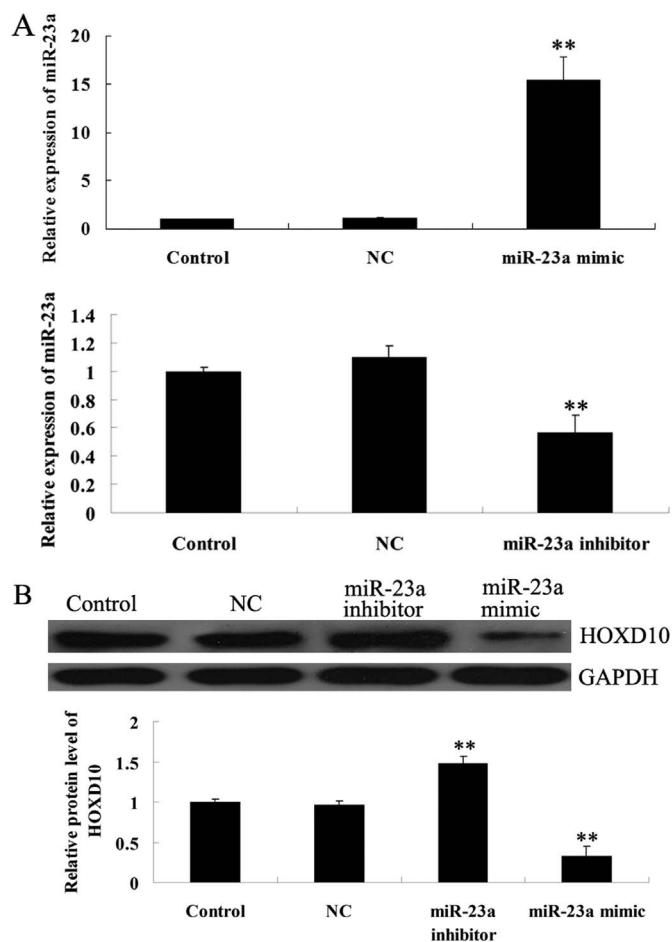 A
Relative expression of miR-23a
20
15
10
5
0
**
Control NC miR-23a mimic
Relative expression of miR-23a
1.4
1.2
1
0.8
0.6
0.4
0.2
0
**
Control NC miR-23a inhibitor
B
Control NC miR-23a inhibitor miR-23a mimic
HOXD10
GAPDH
Relative protein level of
HOXD10
2
1.5
1
0.5
0
**
**
Control NC miR-23a inhibitor miR-23a mimic